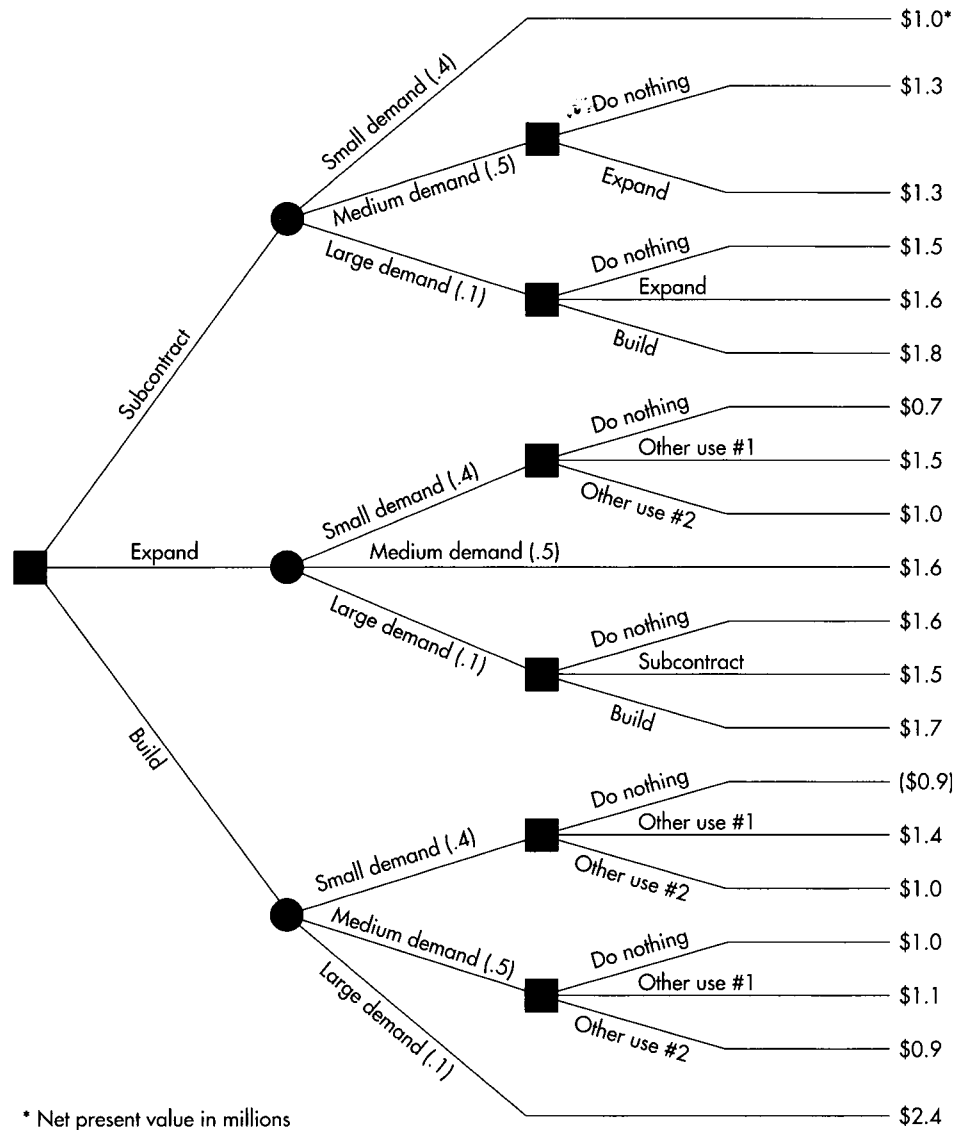 Small demand (.4)
$1.0*
Do nothing
$1.3
Medium demand (.5)
Expand
$1.3
Large demand (.1)
Do nothing
$1.5
Expand
$1.6
Build
$1.8
Subcontract
Do nothing
$0.7
Small demand (.4)
Other use #1
$1.5
Other use #2
$1.0
Expand
Medium demand (.5)
$1.6
Large demand (.1)
Do nothing
$1.6
Subcontract
$1.5
Build
$1.7
Build
Do nothing
($0.9)
Small demand (.4)
Other use #1
$1.4
Other use #2
$1.0
Medium demand (.5)
Do nothing
$1.0
Other use #1
$1.1
Other use #2
$0.9
Large demand (.1)
$2.4
* Net present value in millions